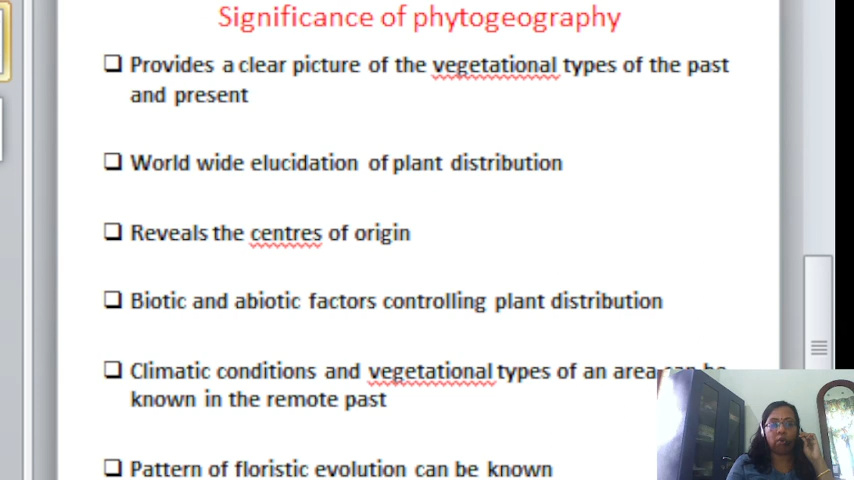 Significance of phytogeography
❑ Provides a clear picture of the vegetational types of the past
and present
❑ World wide elucidation of plant distribution
❑ Reveals the centres of origin
❑ Biotic and abiotic factors controlling plant distribution
❑ Climatic conditions and vegetational types of an area can be
known in the remote past
❑ Pattern of floristic evolution can be known